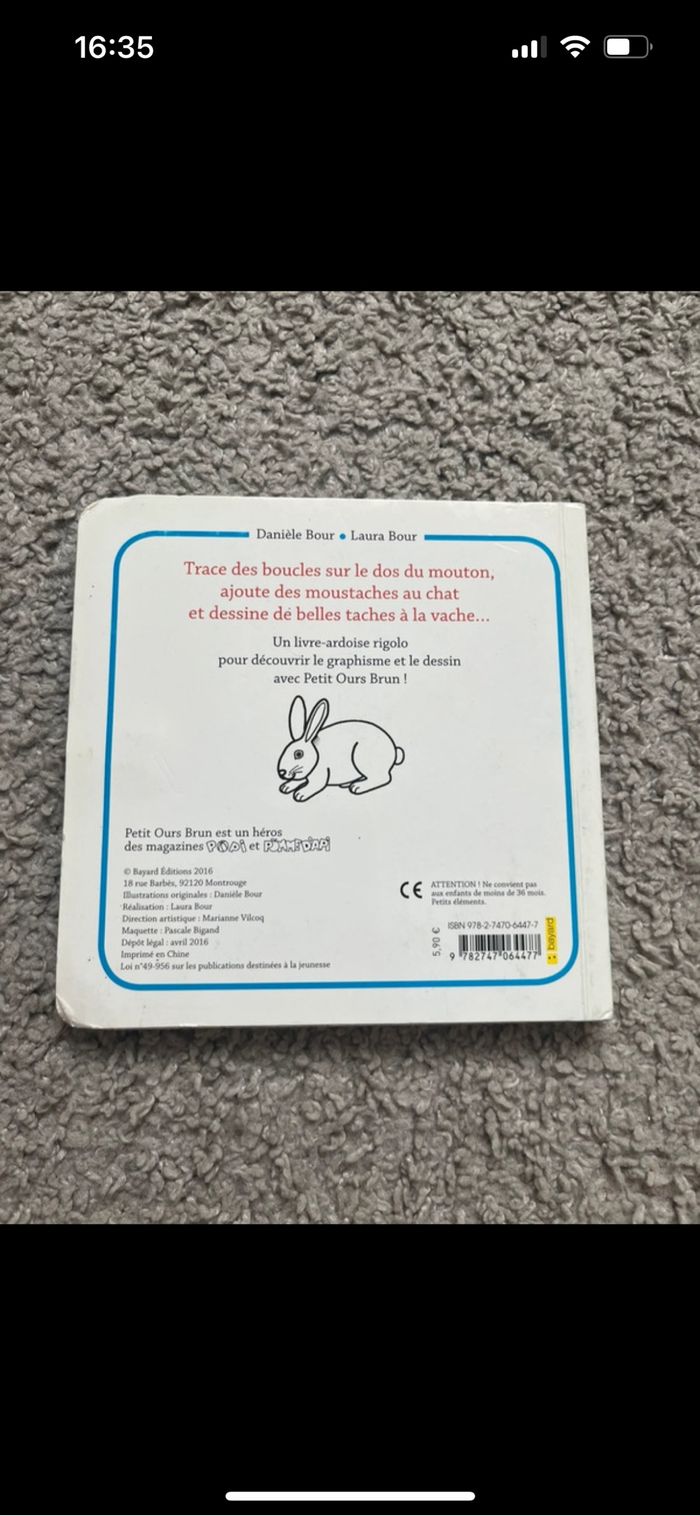 16:35
Danièle Bour • Laura Bour
Trace des boucles sur le dos du mouton,
ajoute des moustaches au chat
et dessine de belles taches à la vache...
Un livre-ardoise rigolo
pour découvrir le graphisme et le dessin
avec Petit Ours Brun !
Petit Ours Brun est un héros
des magazines POPI et POMME D'API
© Bayard Éditions 2016
18 rue Barbès, 92120 Montrouge
Illustrations originales : Danièle Bour
Réalisation : Laura Bour
Direction artistique : Marianne Vilcoq
Maquette : Pascale Bigand
Dépôt légal : avril 2016
Imprimé en Chine
Loi n°49-956 sur les publications destinées à la jeunesse
CE
ATTENTION ! Ne convient pas
aux enfants de moins de 36 mois.
Petits éléments.
5,90 €
ISBN 978-2-7470-6447-7
9 782747 064477
bayard